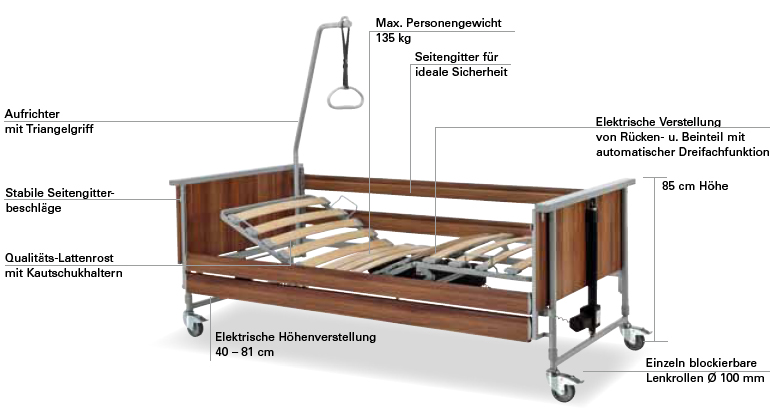 Max. Personengewicht
135 kg
Seitengitter für
ideale Sicherheit
Aufrichter
mit Triangelgriff
Elektrische Verstellung
von Rücken- u. Beinteil mit
automatischer Dreifachfunktion
Stabile Seitengitter-
beschläge
85 cm Höhe
Qualitäts-Lattenrost
mit Kautschukhaltern
Elektrische Höhenverstellung
40 – 81 cm
Einzeln blockierbare
Lenkrollen Ø 100 mm